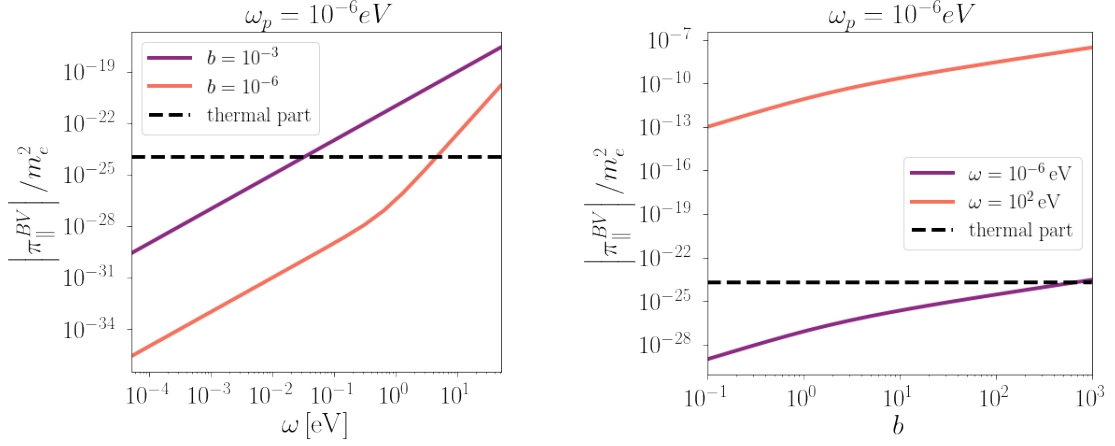 ω_p = 10^{-6}eV
|π_∥^{BV}| /m_e^2
10^{-19}
10^{-22}
10^{-25}
10^{-28}
10^{-31}
10^{-34}
b = 10^{-3}
b = 10^{-6}
thermal part
10^{-4}
10^{-3}
10^{-2}
10^{-1}
10^{0}
10^{1}
ω [eV]
ω_p = 10^{-6}eV
|π_∥^{BV}| /m_e^2
10^{-7}
10^{-10}
10^{-13}
10^{-16}
10^{-19}
10^{-22}
10^{-25}
10^{-28}
ω = 10^{-6} eV
ω = 10^{2} eV
thermal part
10^{-1}
10^{0}
10^{1}
10^{2}
10^{3}
b